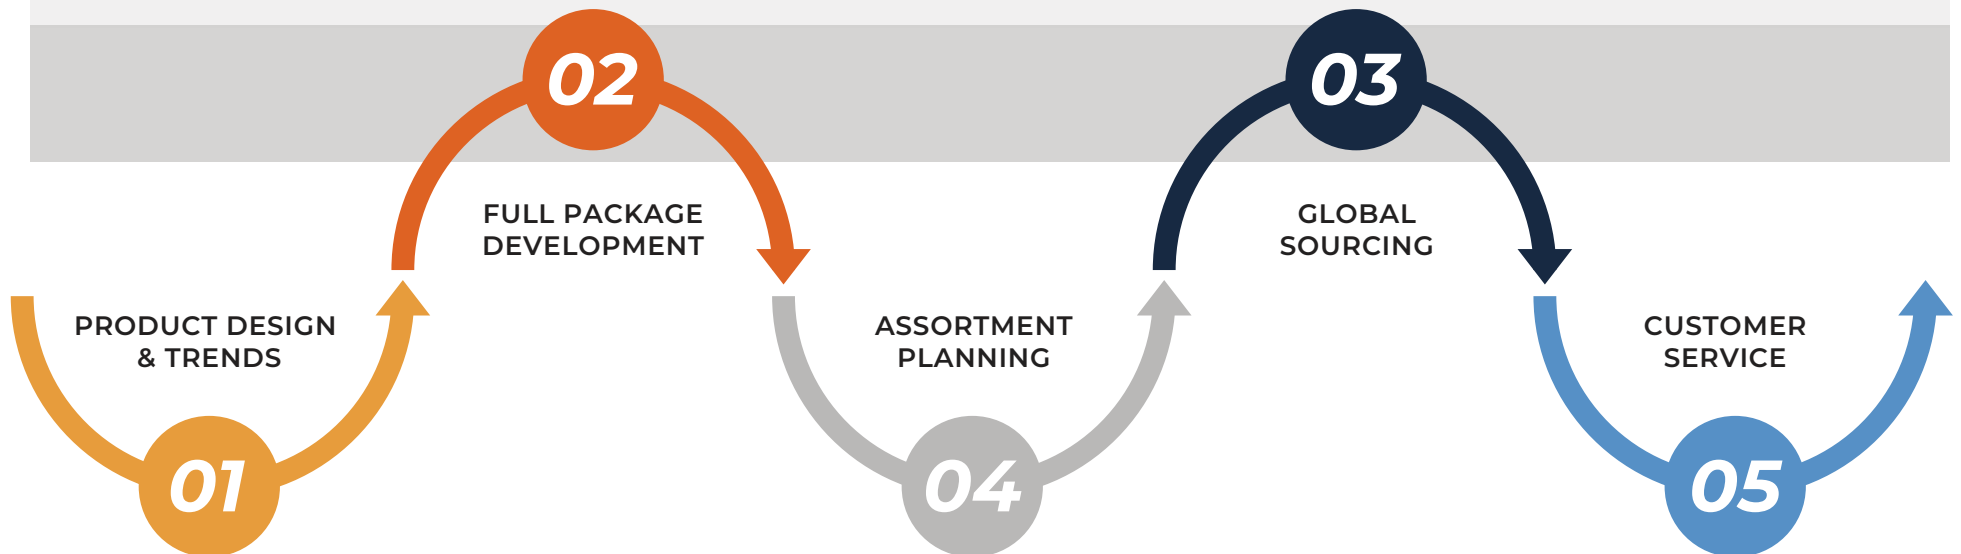 02
03
FULL PACKAGE
DEVELOPMENT
GLOBAL
SOURCING
PRODUCT DESIGN
& TRENDS
ASSORTMENT
PLANNING
CUSTOMER
SERVICE
01
04
05